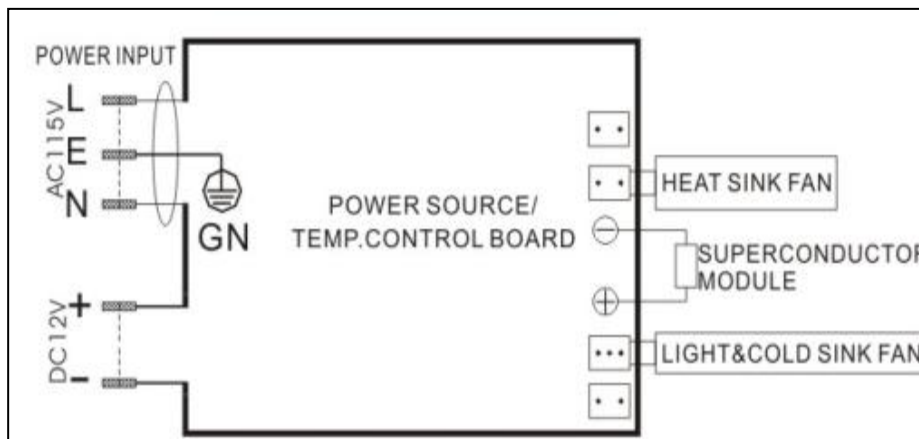 POWER INPUT
AC115V
L
E
N
GN
DC12V
+
-
POWER SOURCE/
TEMP.CONTROL BOARD
HEAT SINK FAN
-
+
SUPERCONDUCTOR
MODULE
LIGHT&COLD SINK FAN